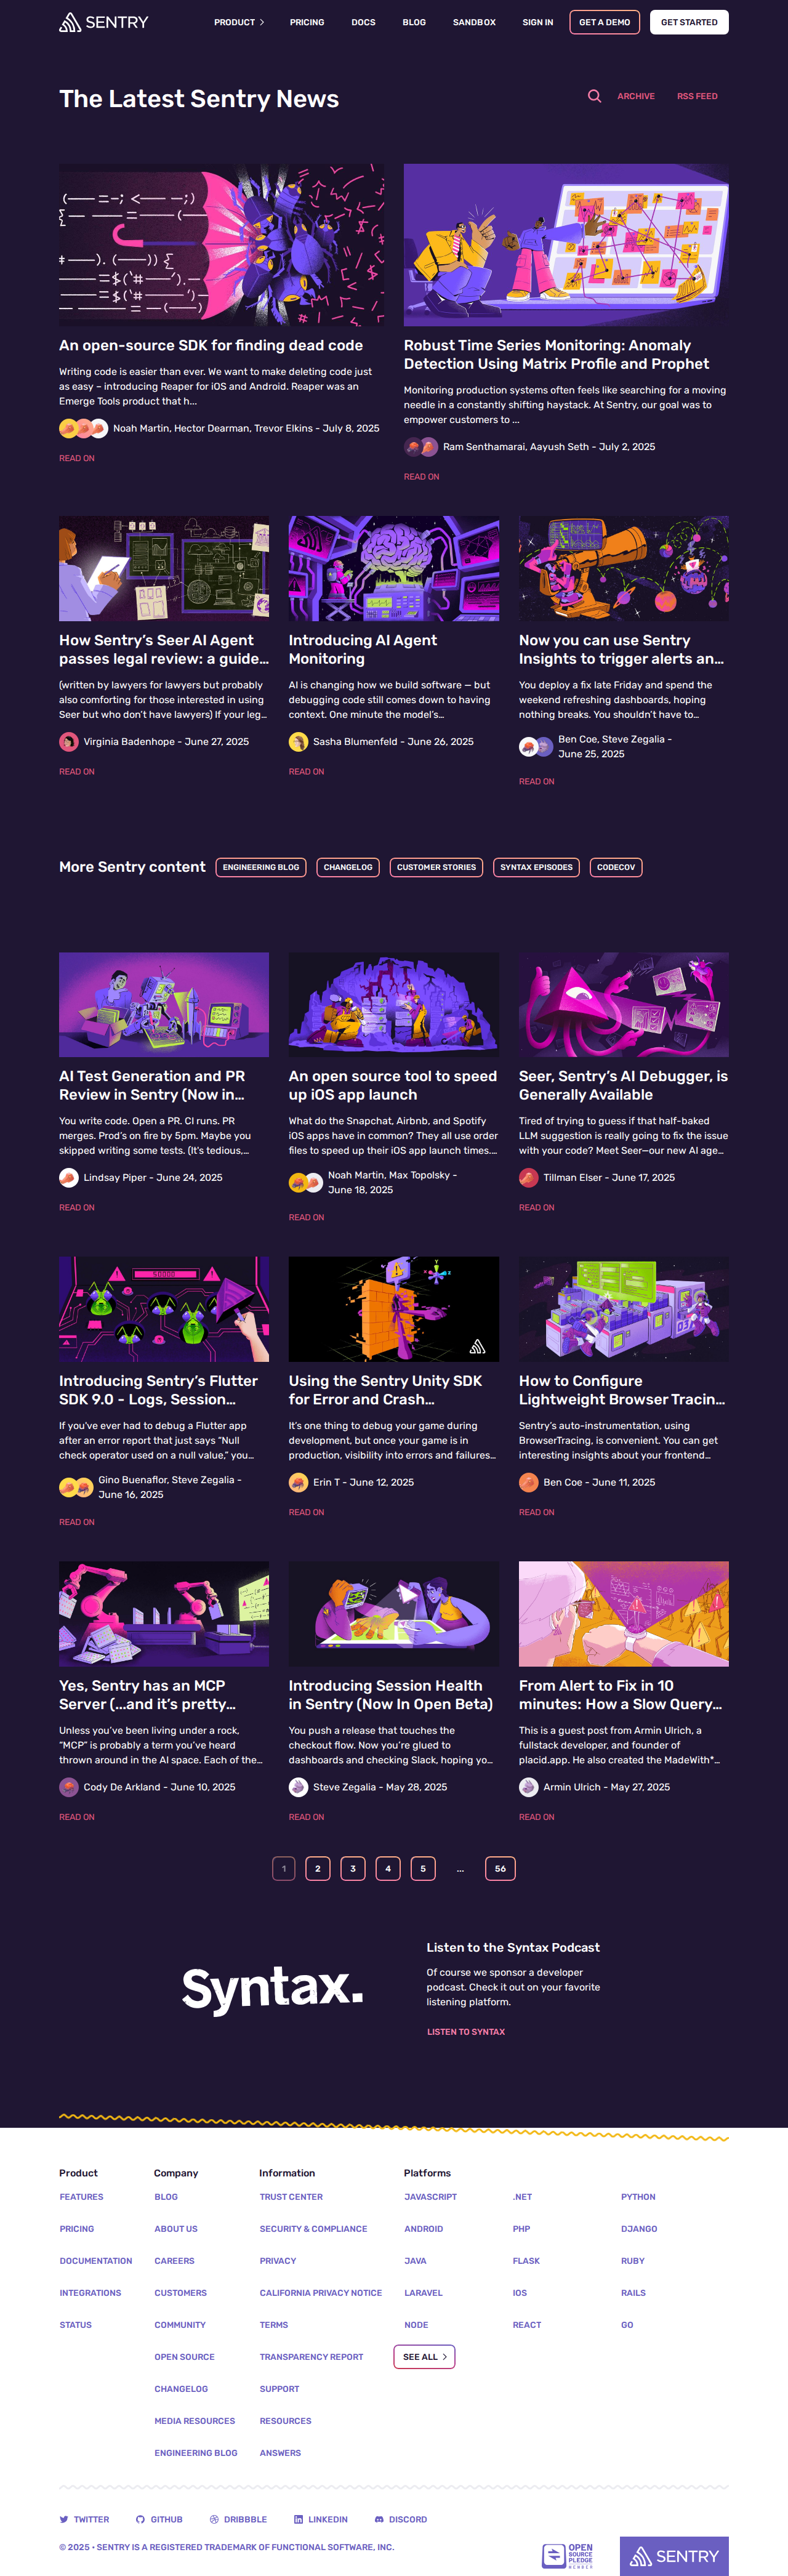 SENTRY
PRODUCT
PRICING
DOCS
BLOG
SANDBOX
SIGN IN
GET A DEMO
GET STARTED
The Latest Sentry News
ARCHIVE
RSS FEED
An open-source SDK for finding dead code
Writing code is easier than ever. We want to make deleting code just
as easy – introducing Reaper for iOS and Android. Reaper was an
Emerge Tools product that h...
Noah Martin, Hector Dearman, Trevor Elkins - July 8, 2025
READ ON
Robust Time Series Monitoring: Anomaly
Detection Using Matrix Profile and Prophet
Monitoring production systems often feels like searching for a moving
needle in a constantly shifting haystack. At Sentry, our goal was to
empower customers to ...
Ram Senthamarai, Aayush Seth - July 2, 2025
READ ON
How Sentry’s Seer AI Agent
passes legal review: a guide...
(written by lawyers for lawyers but probably
also comforting for those interested in using
Seer but who don’t have lawyers) If your leg...
Virginia Badenhope - June 27, 2025
READ ON
Introducing AI Agent
Monitoring
AI is changing how we build software — but
debugging code still comes down to having
context. One minute the model’s...
Sasha Blumenfeld - June 26, 2025
READ ON
Now you can use Sentry
Insights to trigger alerts an...
You deploy a fix late Friday and spend the
weekend refreshing dashboards, hoping
nothing breaks. You shouldn’t have to...
Ben Coe, Steve Zegalia -
June 25, 2025
READ ON
More Sentry content
ENGINEERING BLOG
CHANGELOG
CUSTOMER STORIES
SYNTAX EPISODES
CODECOV
AI Test Generation and PR
Review in Sentry (Now in...
You write code. Open a PR. CI runs. PR
merges. Prod’s on fire by 5pm. Maybe you
skipped writing some tests. (It’s tedious,...
Lindsay Piper - June 24, 2025
READ ON
An open source tool to speed
up iOS app launch
What do the Snapchat, Airbnb, and Spotify
iOS apps have in common? They all use order
files to speed up their iOS app launch times....
Noah Martin, Max Topolsky -
June 18, 2025
READ ON
Seer, Sentry’s AI Debugger, is
Generally Available
Tired of trying to guess if that half-baked
LLM suggestion is really going to fix the issue
with your code? Meet Seer—our new AI age...
Tillman Elser - June 17, 2025
READ ON
Introducing Sentry’s Flutter
SDK 9.0 - Logs, Session...
If you’ve ever had to debug a Flutter app
after an error report that just says “Null
check operator used on a null value,” you...
Gino Buenaflor, Steve Zegalia -
June 16, 2025
READ ON
Using the Sentry Unity SDK
for Error and Crash...
It’s one thing to debug your game during
development, but once your game is in
production, visibility into errors and failures...
Erin T - June 12, 2025
READ ON
How to Configure
Lightweight Browser Tracin...
Sentry’s auto-instrumentation, using
BrowserTracing, is convenient. You can get
interesting insights about your frontend...
Ben Coe - June 11, 2025
READ ON
Yes, Sentry has an MCP
Server (...and it’s pretty...
Unless you’ve been living under a rock,
“MCP” is probably a term you’ve heard
thrown around in the AI space. Each of the...
Cody De Arkland - June 10, 2025
READ ON
Introducing Session Health
in Sentry (Now In Open Beta)
You push a release that touches the
checkout flow. Now you’re glued to
dashboards and checking Slack, hoping yo...
Steve Zegalia - May 28, 2025
READ ON
From Alert to Fix in 10
minutes: How a Slow Query...
This is a guest post from Armin Ulrich, a
fullstack developer, and founder of
placid.app. He also created the MadeWith*...
Armin Ulrich - May 27, 2025
READ ON
1
2
3
4
5
...
56
Syntax.
Listen to the Syntax Podcast
Of course we sponsor a developer
podcast. Check it out on your favorite
listening platform.
LISTEN TO SYNTAX
Product
FEATURES
PRICING
DOCUMENTATION
INTEGRATIONS
STATUS
Company
BLOG
ABOUT US
CAREERS
CUSTOMERS
COMMUNITY
OPEN SOURCE
CHANGELOG
MEDIA RESOURCES
ENGINEERING BLOG
Information
TRUST CENTER
SECURITY & COMPLIANCE
PRIVACY
CALIFORNIA PRIVACY NOTICE
TERMS
TRANSPARENCY REPORT
SUPPORT
RESOURCES
ANSWERS
Platforms
JAVASCRIPT
ANDROID
JAVA
LARAVEL
NODE
SEE ALL
.NET
PHP
FLASK
IOS
REACT
PYTHON
DJANGO
RUBY
RAILS
GO
TWITTER
GITHUB
DRIBBBLE
LINKEDIN
DISCORD
© 2025 • SENTRY IS A REGISTERED TRADEMARK OF FUNCTIONAL SOFTWARE, INC.
OPEN
SOURCE
PLEDGE
MEMBER
SENTRY